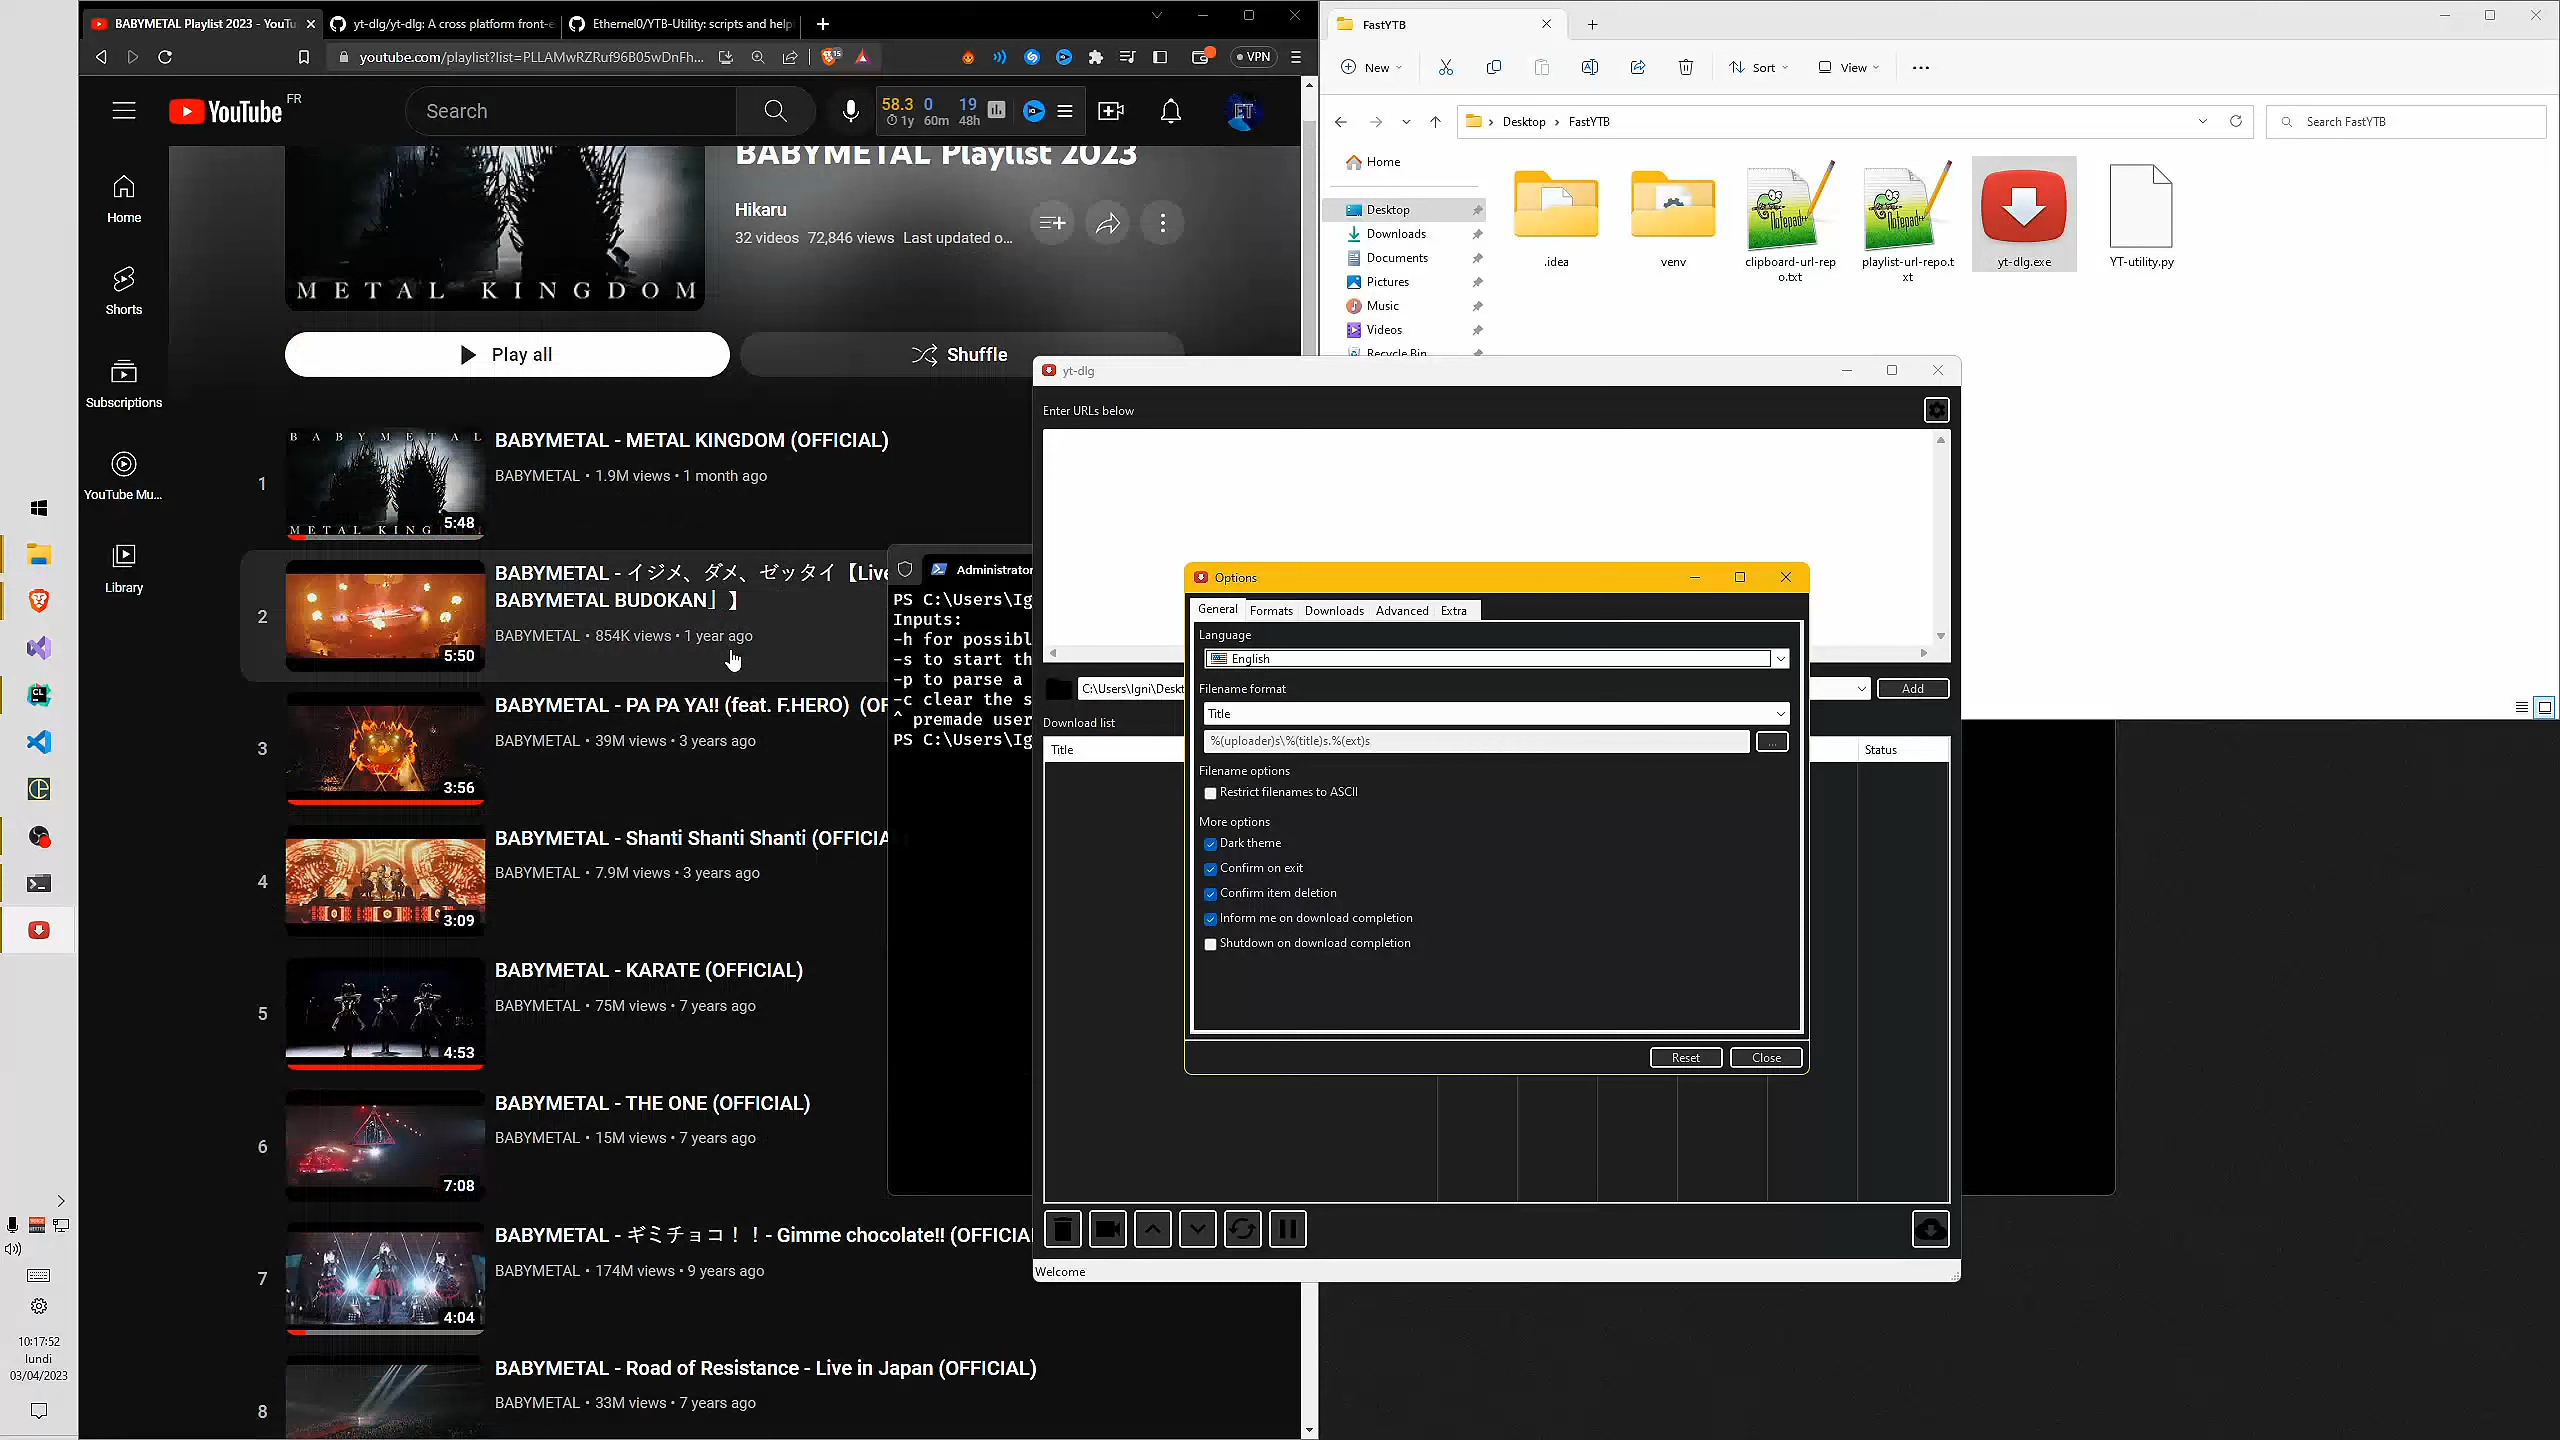 BABYMETAL Playlist 2023 - YouTu
yt-dlg/yt-dlg: A cross platform front-e
Ethernel0/YTB-Utility: scripts and help
youtube.com/playlist?list=PLLAMwRZRuf96B05wDnFh...
VPN
YouTube FR
Search
58.3 0 19
1y 60m 48h
ET
Home
Shorts
Subscriptions
YouTube Mu...
Library
BABYMETAL Playlist 2023
Hikaru
32 videos 72,846 views Last updated o...
METAL KINGDOM
Play all
Shuffle
1
BABYMETAL
METAL KING
5:48
BABYMETAL - METAL KINGDOM (OFFICIAL)
BABYMETAL • 1.9M views • 1 month ago
2
5:50
BABYMETAL - イジメ、ダメ、ゼッタイ【Live
BABYMETAL BUDOKAN」】
BABYMETAL • 854K views • 1 year ago
3
3:56
BABYMETAL - PA PA YA!! (feat. F.HERO) (OF
BABYMETAL • 39M views • 3 years ago
4
3:09
BABYMETAL - Shanti Shanti Shanti (OFFICIA
BABYMETAL • 7.9M views • 3 years ago
5
4:53
BABYMETAL - KARATE (OFFICIAL)
BABYMETAL • 75M views • 7 years ago
6
7:08
BABYMETAL - THE ONE (OFFICIAL)
BABYMETAL • 15M views • 7 years ago
7
4:04
BABYMETAL - ギミチョコ！！- Gimme chocolate!! (OFFICIA
BABYMETAL • 174M views • 9 years ago
8
BABYMETAL - Road of Resistance - Live in Japan (OFFICIAL)
BABYMETAL • 33M views • 7 years ago
10:17:52
lundi
03/04/2023
Administrator
PS C:\Users\Ig
Inputs:
-h for possibl
-s to start th
-p to parse a
-c clear the s
^ premade user
PS C:\Users\Ig
FastYTB
New
Sort
View
Desktop > FastYTB
Search FastYTB
Home
Desktop
Downloads
Documents
Pictures
Music
Videos
Recycle Bin
.idea
venv
clipboard-url-rep
o.txt
playlist-url-repo.t
xt
yt-dlg.exe
YT-utility.py
yt-dlg
Enter URLs below
C:\Users\Igni\Deskt
Add
Download list
Title
Status
Welcome
Options
General Formats Downloads Advanced Extra
Language
English
Filename format
Title
%(uploader)s\%(title)s.%(ext)s
...
Filename options
Restrict filenames to ASCII
More options
Dark theme
Confirm on exit
Confirm item deletion
Inform me on download completion
Shutdown on download completion
Reset
Close